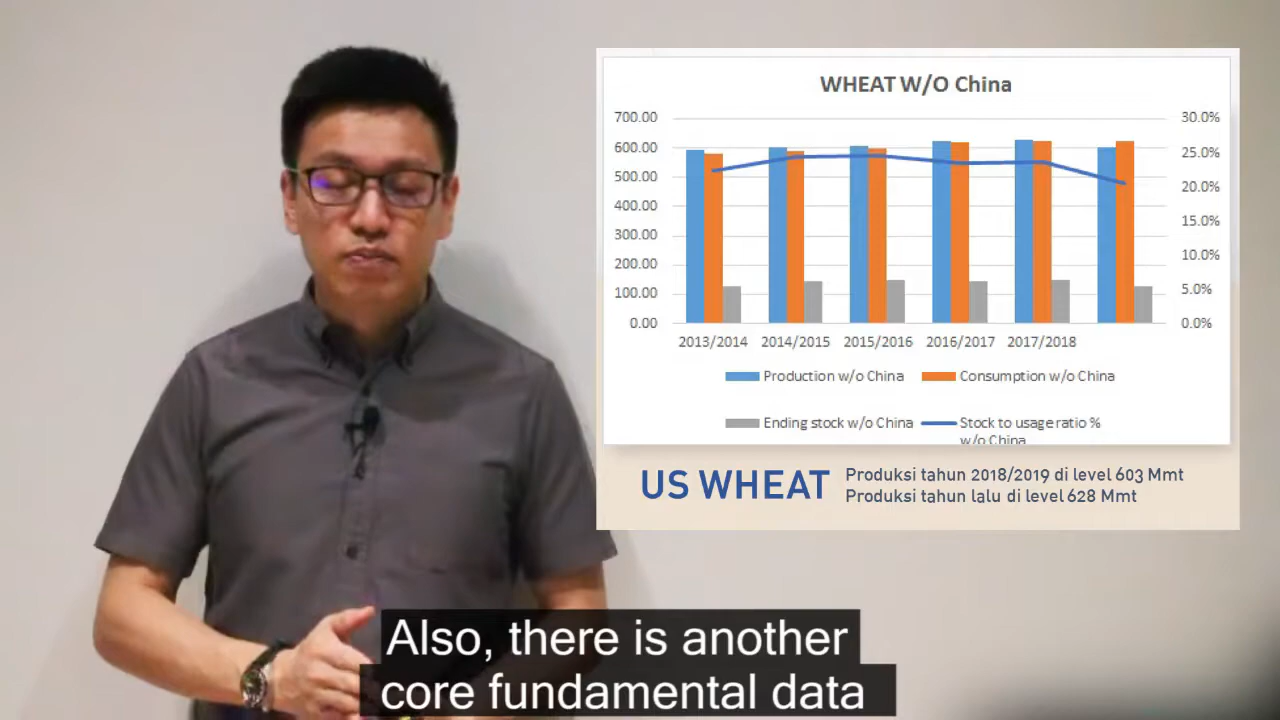 WHEAT W/O China
700.00
600.00
500.00
400.00
300.00
200.00
100.00
0.00
30.0%
25.0%
20.0%
15.0%
10.0%
5.0%
0.0%
2013/2014 2014/2015 2015/2016 2016/2017 2017/2018
Production w/o China Consumption w/o China
Ending stock w/o China Stock to usage ratio %
w/o China
US WHEAT
Produksi tahun 2018/2019 di level 603 Mmt
Produksi tahun lalu di level 628 Mmt
Also, there is another
core fundamental data